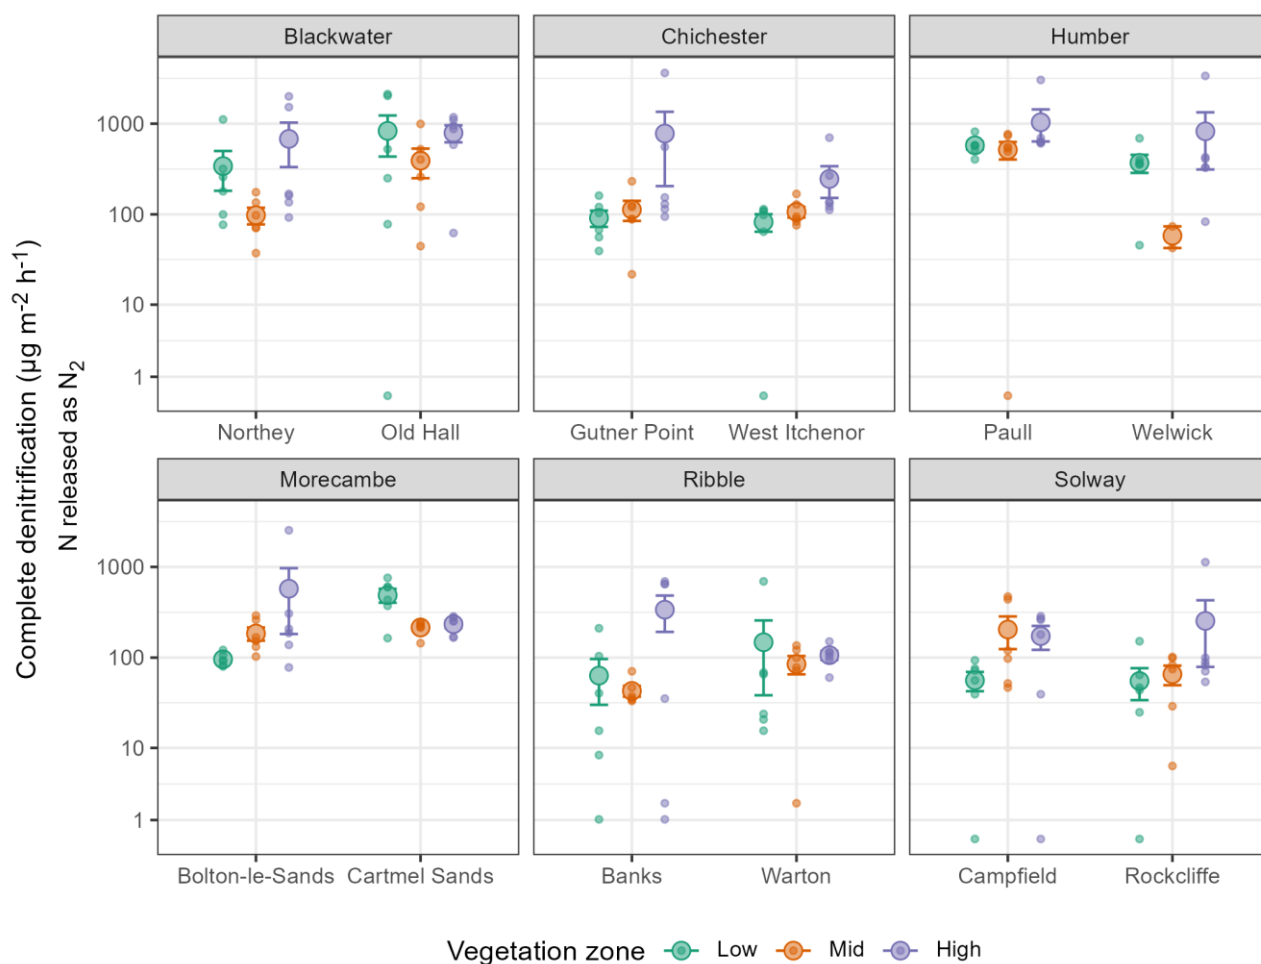 Blackwater Chichester Humber
1000
100
10
1
Northey Old Hall Gutner Point West Itchenor Paull Welwick
Complete denitrification (µg m⁻² h⁻¹)
N released as N₂
Morecambe Ribble Solway
1000
100
10
1
Bolton-le-Sands Cartmel Sands Banks Warton Campfield Rockcliffe
Vegetation zone Low Mid High